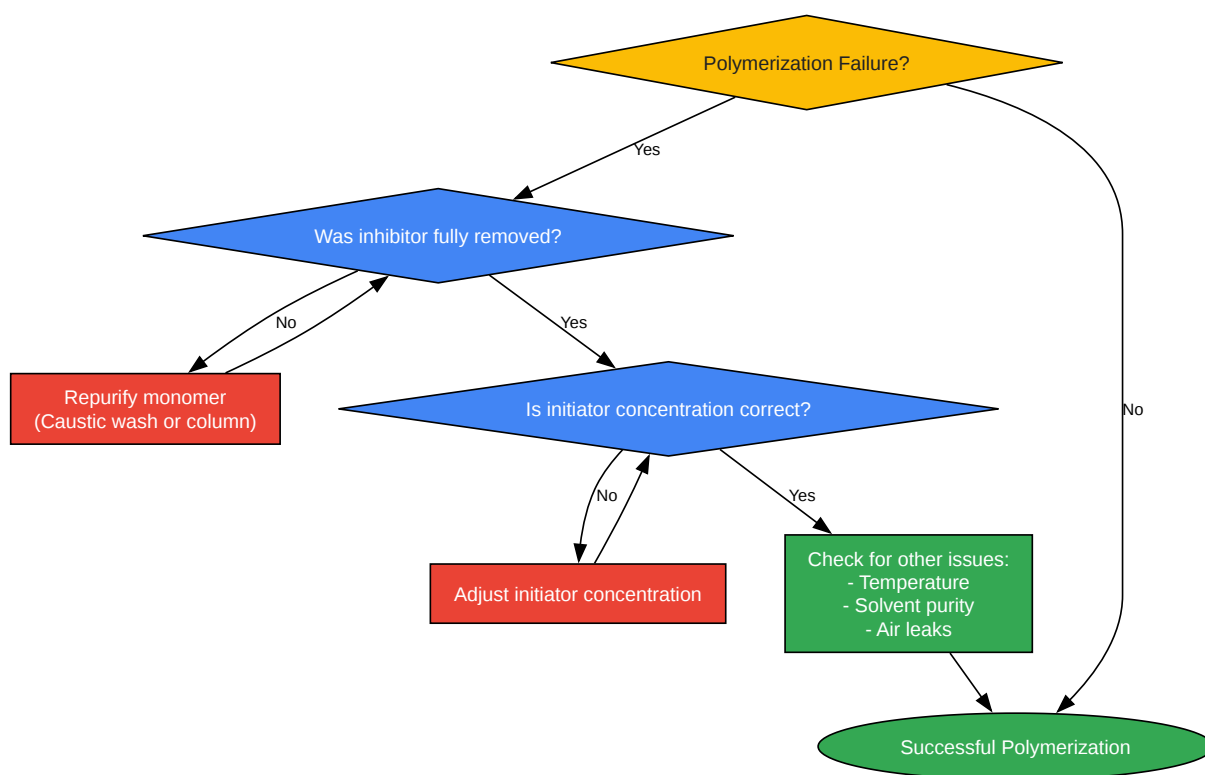 Polymerization Failure?
Yes
Was inhibitor fully removed?
No
Yes
Repurify monomer
(Caustic wash or column)
Is initiator concentration correct?
No
No
Yes
Adjust initiator concentration
Check for other issues:
- Temperature
- Solvent purity
- Air leaks
Successful Polymerization